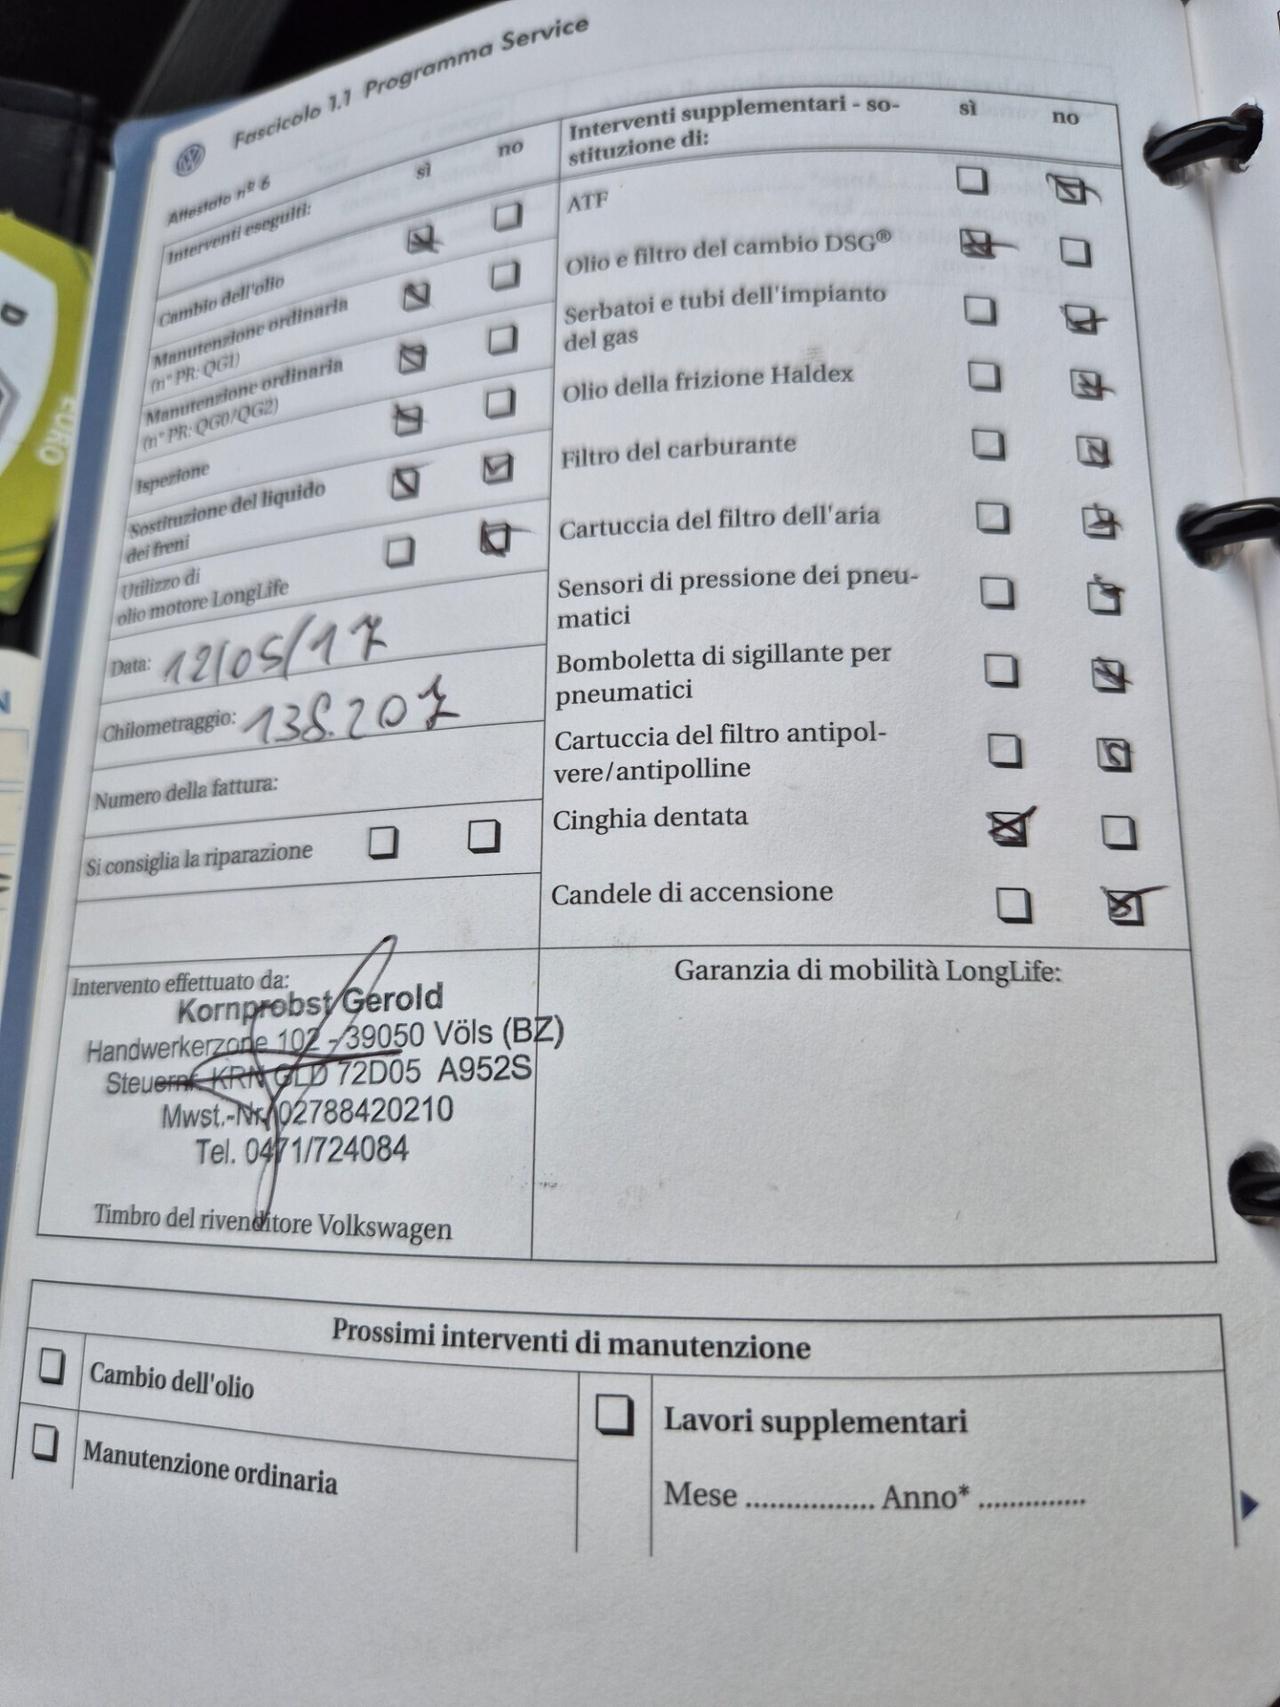 Fascicolo 1.1 Programma Service
Attestato nº 6
Interventi eseguiti:
sì
no
Cambio dell'olio
Manutenzione ordinaria
(n° PR: QG1)
Manutenzione ordinaria
(n° PR: QG0/QG2)
Ispezione
Sostituzione del liquido
dei freni
Utilizzo di
olio motore LongLife
Data: 12/05/17
Chilometraggio: 138.207
Numero della fattura:
Si consiglia la riparazione
Interventi supplementari - so-
stituzione di:
sì
no
ATF
Olio e filtro del cambio DSG®
Serbatoi e tubi dell'impianto
del gas
Olio della frizione Haldex
Filtro del carburante
Cartuccia del filtro dell'aria
Sensori di pressione dei pneu-
matici
Bomboletta di sigillante per
pneumatici
Cartuccia del filtro antipol-
vere/antipolline
Cinghia dentata
Candele di accensione
Intervento effettuato da:
Kornprobst Gerold
Handwerkerzone 102 - 39050 Völs (BZ)
Steuernr. KRN GLD 72D05 A952S
Mwst.-Nr. 02788420210
Tel. 0471/724084
Timbro del rivenditore Volkswagen
Garanzia di mobilità LongLife:
Prossimi interventi di manutenzione
Cambio dell'olio
Manutenzione ordinaria
Lavori supplementari
Mese ................ Anno* ..............
EURO